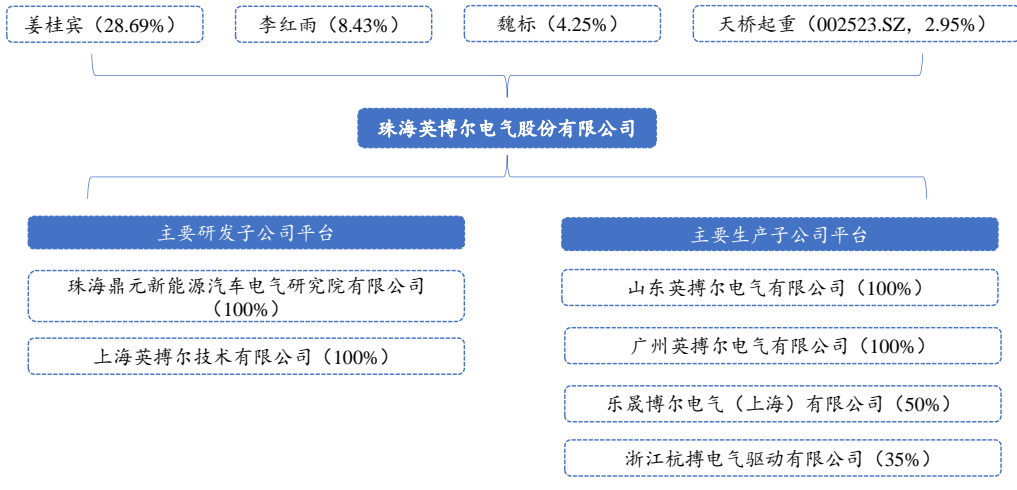 姜桂宾（28.69%）
李红雨（8.43%）
魏标（4.25%）
天桥起重（002523.SZ，2.95%）
珠海英博尔电气股份有限公司
主要研发子公司平台
珠海鼎元新能源汽车电气研究院有限公司
（100%）
上海英搏尔技术有限公司（100%）
主要生产子公司平台
山东英搏尔电气有限公司（100%）
广州英搏尔电气有限公司（100%）
乐晟博尔电气（上海）有限公司（50%）
浙江杭搏电气驱动有限公司（35%）